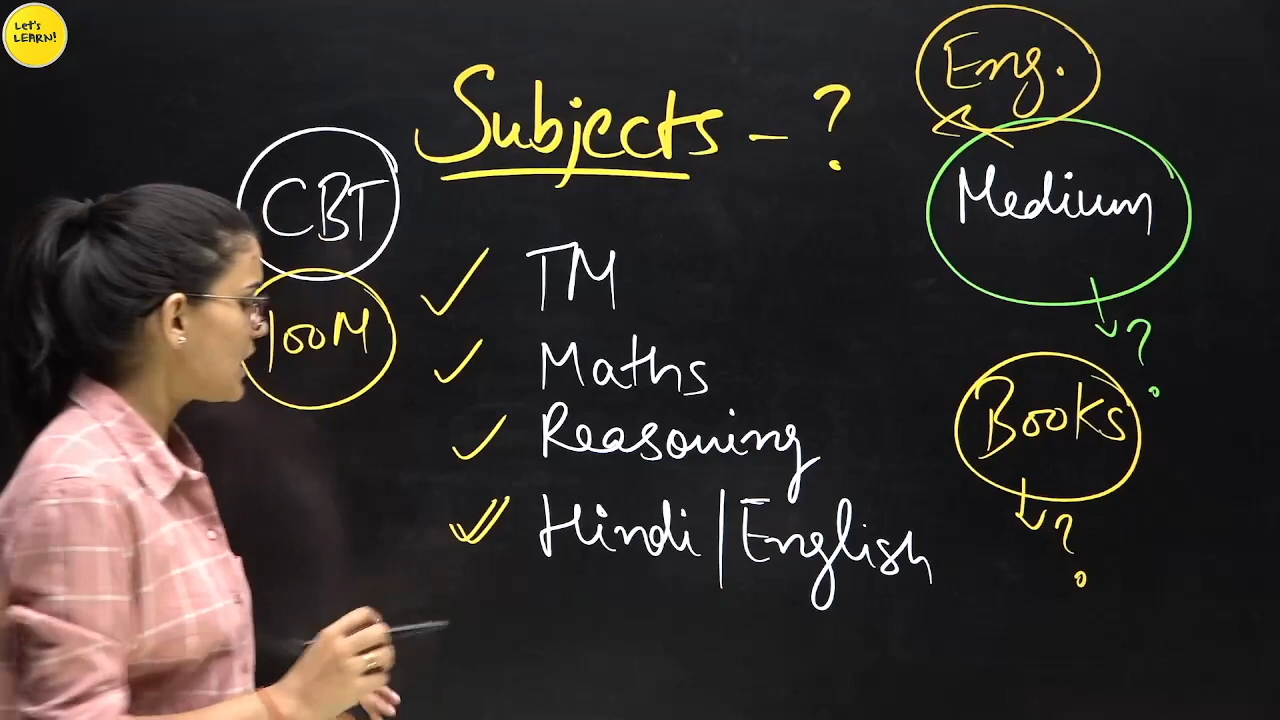 Let's
LEARN!
Subjects - ?
Eng.
CBT
Medium
?
100M
TM
Maths
Reasoning
Hindi | English
Books
?